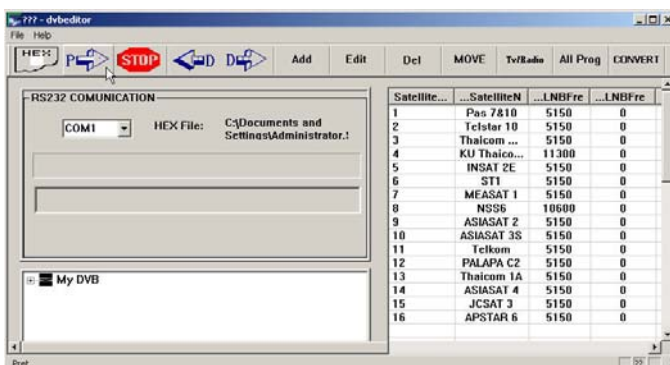 ??? - dvbeditor
File Help
HEX P STOP D D Add Edit Del MOVE Tv/Radio All Prog CONVERT
RS232 COMUNICATION
COM1 HEX File: C:\Documents and
Settings\Administrator.!
My DVB
Satellite... ...SatelliteN ...LNBFre ...LNBFre
1 Pas 7&10 5150 0
2 Telstar 10 5150 0
3 Thaicom ... 5150 0
4 KU Thaico... 11300 0
5 INSAT 2E 5150 0
6 ST1 5150 0
7 MEASAT 1 5150 0
8 NSS6 10600 0
9 ASIASAT 2 5150 0
10 ASIASAT 3S 5150 0
11 Telkom 5150 0
12 PALAPA C2 5150 0
13 Thaicom 1A 5150 0
14 ASIASAT 4 5150 0
15 JCSAT 3 5150 0
16 APSTAR 6 5150 0
Pret